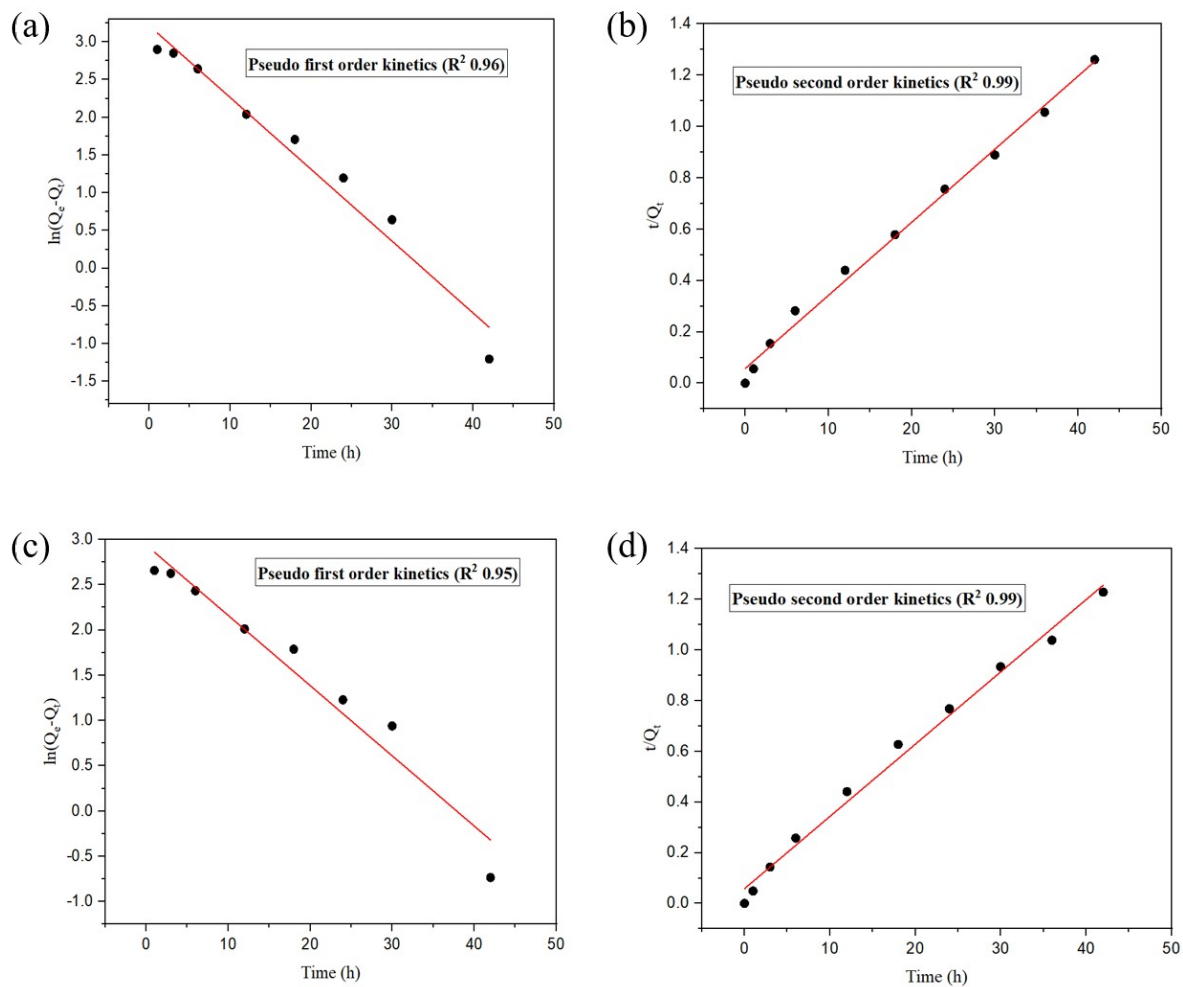 (a)
Pseudo first order kinetics (R² 0.96)
ln(Qₑ-Qₜ)
3.0
2.5
2.0
1.5
1.0
0.5
0.0
-0.5
-1.0
-1.5
0 10 20 30 40 50
Time (h)
(b)
Pseudo second order kinetics (R² 0.99)
t/Qₜ
1.4
1.2
1.0
0.8
0.6
0.4
0.2
0.0
0 10 20 30 40 50
Time (h)
(c)
Pseudo first order kinetics (R² 0.95)
ln(Qₑ-Qₜ)
3.0
2.5
2.0
1.5
1.0
0.5
0.0
-0.5
-1.0
0 10 20 30 40 50
Time (h)
(d)
Pseudo second order kinetics (R² 0.99)
t/Qₜ
1.4
1.2
1.0
0.8
0.6
0.4
0.2
0.0
0 10 20 30 40 50
Time (h)